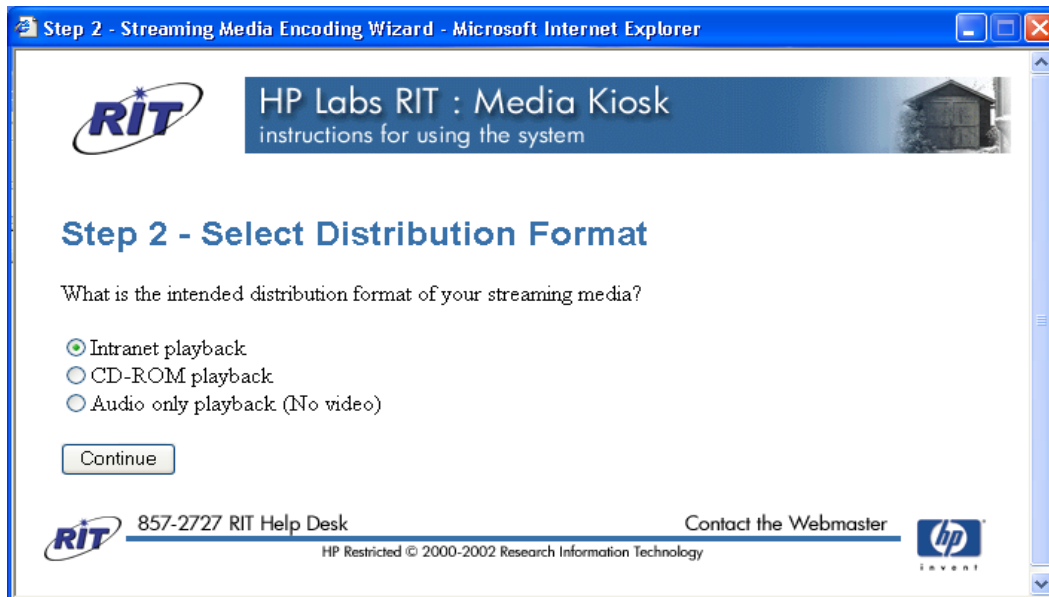 Step 2 - Streaming Media Encoding Wizard - Microsoft Internet Explorer
RIT
HP Labs RIT : Media Kiosk
instructions for using the system
Step 2 - Select Distribution Format
What is the intended distribution format of your streaming media?
Intranet playback
CD-ROM playback
Audio only playback (No video)
Continue
RIT
857-2727 RIT Help Desk
Contact the Webmaster
HP Restricted © 2000-2002 Research Information Technology
hp
invent